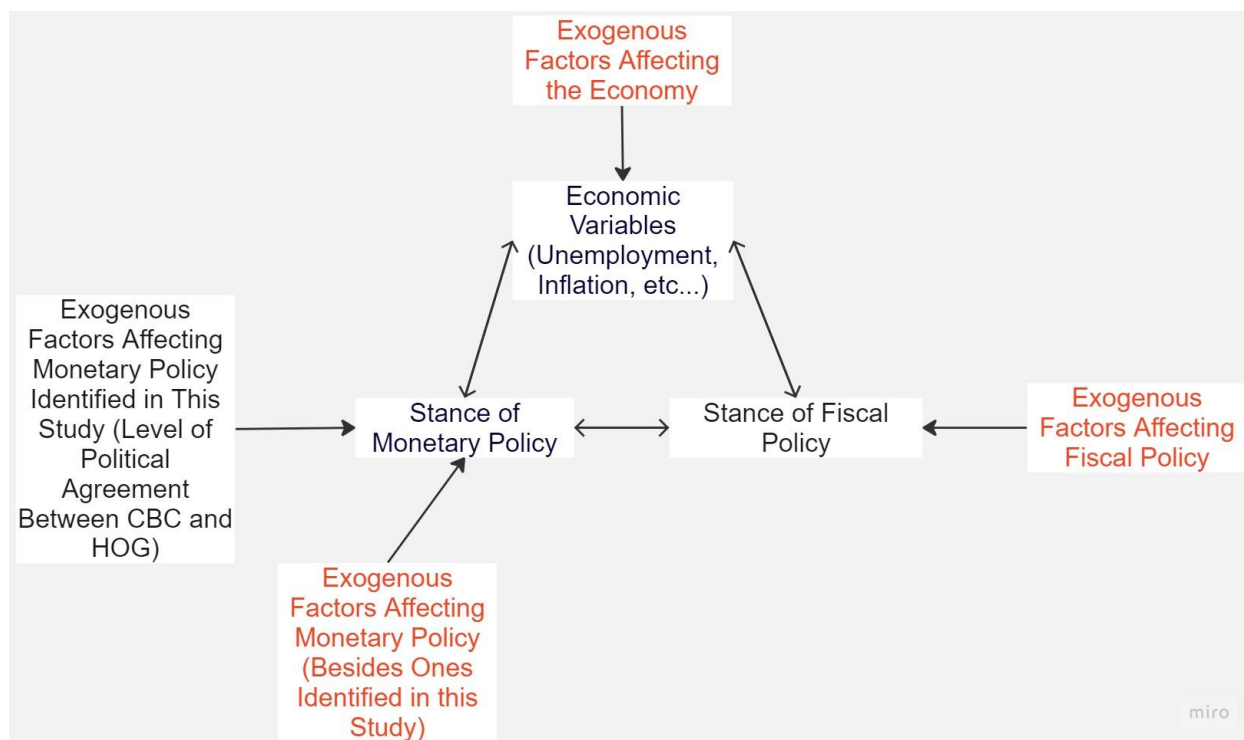 Exogenous
Factors Affecting
the Economy
Economic
Variables
(Unemployment,
Inflation, etc...)
Exogenous
Factors Affecting
Monetary Policy
Identified in This
Study (Level of
Political
Agreement
Between CBC and
HOG)
Stance of
Monetary Policy
Stance of Fiscal
Policy
Exogenous
Factors Affecting
Fiscal Policy
Exogenous
Factors Affecting
Monetary Policy
(Besides Ones
Identified in this
Study)
miro